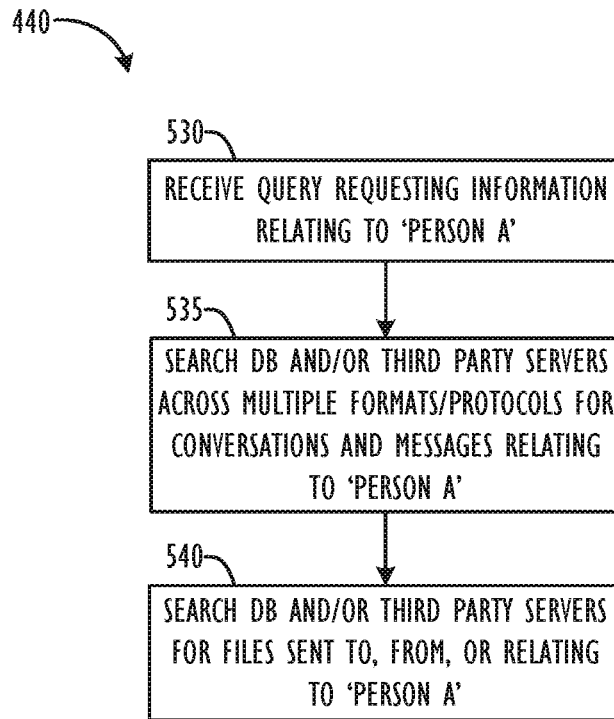 440
530
RECEIVE QUERY REQUESTING INFORMATION
RELATING TO ‘PERSON A’
535
SEARCH DB AND/OR THIRD PARTY SERVERS
ACROSS MULTIPLE FORMATS/PROTOCOLS FOR
CONVERSATIONS AND MESSAGES RELATING
TO ‘PERSON A’
540
SEARCH DB AND/OR THIRD PARTY SERVERS
FOR FILES SENT TO, FROM, OR RELATING
TO ‘PERSON A’